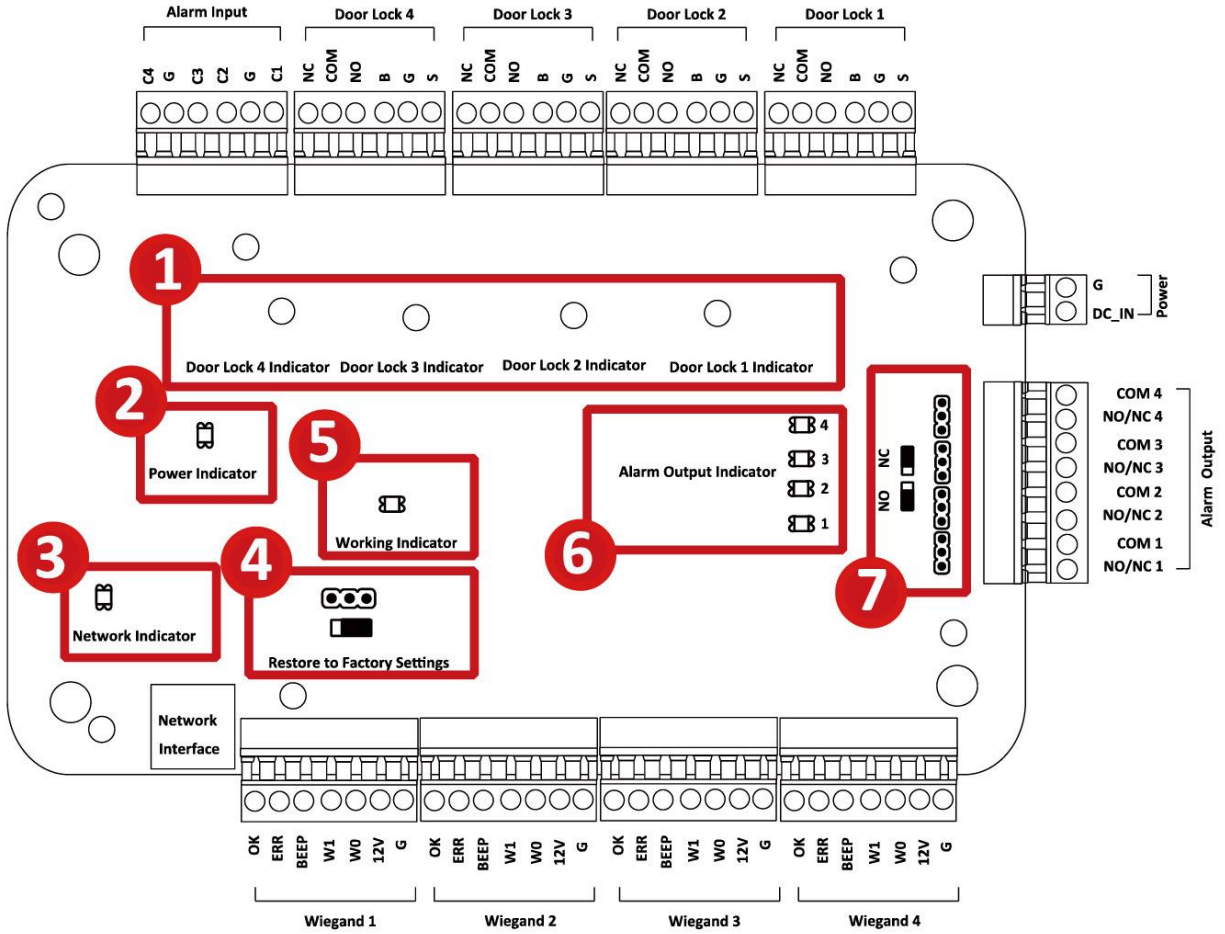 Alarm Input
Door Lock 4
Door Lock 3
Door Lock 2
Door Lock 1
C4 G C3 C2 G C1
NC COM NO B G S
NC COM NO B G S
NC COM NO B G S
NC COM NO B G S
1
Door Lock 4 Indicator
Door Lock 3 Indicator
Door Lock 2 Indicator
Door Lock 1 Indicator
G
DC_IN
Power
2
Power Indicator
5
Working Indicator
4
3
2
1
Alarm Output Indicator
6
NC
NO
7
COM 4
NO/NC 4
COM 3
NO/NC 3
COM 2
NO/NC 2
COM 1
NO/NC 1
Alarm Output
3
Network Indicator
4
Restore to Factory Settings
Network
Interface
OK ERR BEEP W1 W0 12V G
OK ERR BEEP W1 W0 12V G
OK ERR BEEP W1 W0 12V G
OK ERR BEEP W1 W0 12V G
Wiegand 1
Wiegand 2
Wiegand 3
Wiegand 4